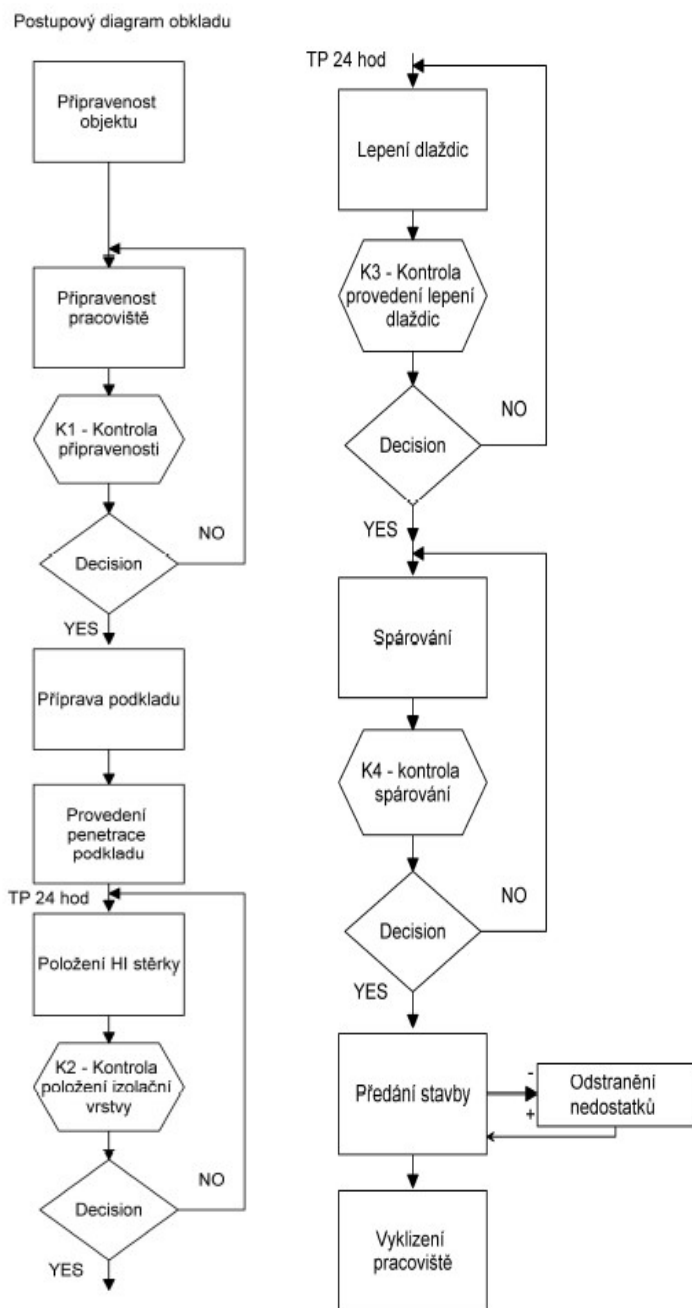 Postupový diagram obkladu
Připravenost
objektu
Připravenost
pracoviště
K1 - Kontrola
připravenosti
Decision
NO
YES
Příprava podkladu
Provedení
penetrace
podkladu
TP 24 hod
Položení HI stěrky
K2 - Kontrola
položení izolační
vrstvy
Decision
NO
YES
TP 24 hod
Lepení dlaždic
K3 - Kontrola
provedení lepení
dlaždic
Decision
NO
YES
Spárování
K4 - kontrola
spárování
Decision
NO
YES
Předání stavby
-
+
Odstranění
nedostatků
Vyklizení
pracoviště